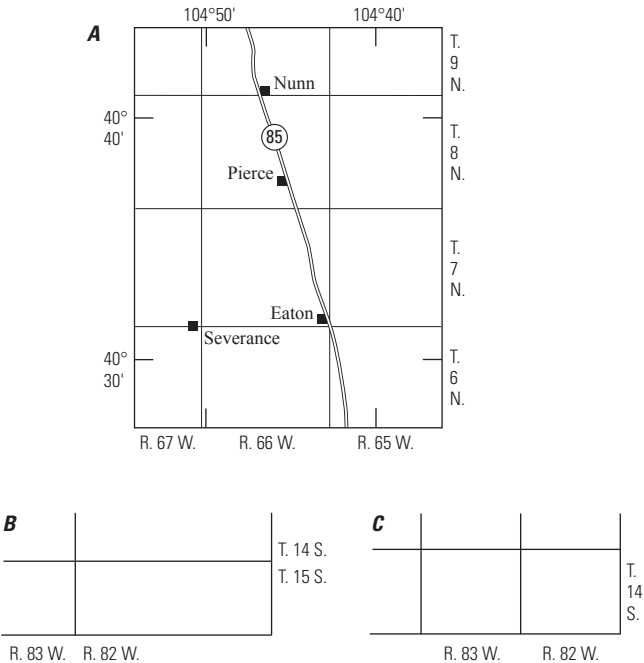 A
104°50'
104°40'
T.
9
N.
Nunn
40°
40'
85
T.
8
N.
Pierce
T.
7
N.
Eaton
Severance
40°
30'
T.
6
N.
R. 67 W.
R. 66 W.
R. 65 W.
B
T. 14 S.
T. 15 S.
R. 83 W.
R. 82 W.
C
T.
14
S.
R. 83 W.
R. 82 W.